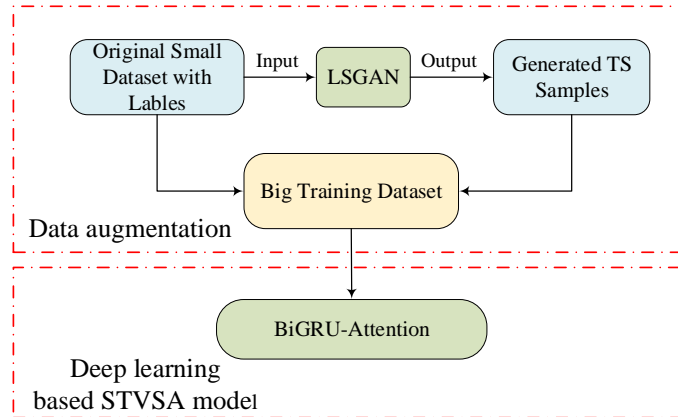 Original Small
Dataset with
Lables
Input
LSGAN
Output
Generated TS
Samples
Big Training Dataset
Data augmentation
BiGRU-Attention
Deep learning
based STVSA model